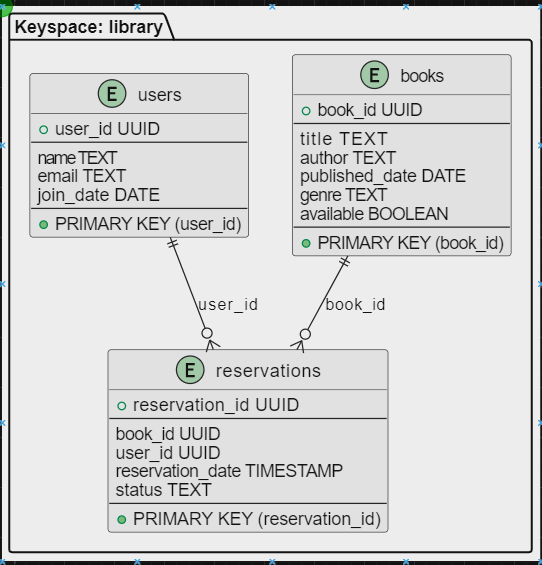 Keyspace: library
E users
user_id UUID
name TEXT
email TEXT
join_date DATE
PRIMARY KEY (user_id)
E books
book_id UUID
title TEXT
author TEXT
published_date DATE
genre TEXT
available BOOLEAN
PRIMARY KEY (book_id)
user_id
book_id
E reservations
reservation_id UUID
book_id UUID
user_id UUID
reservation_date TIMESTAMP
status TEXT
PRIMARY KEY (reservation_id)